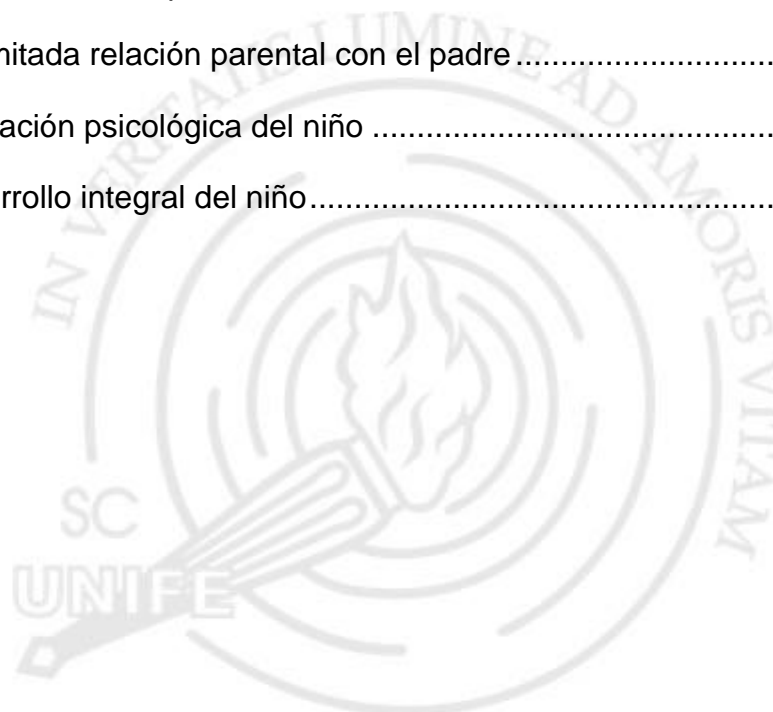 mitada relación parental con el padre..............................
ación psicológica del niño..............................................
rrollo integral del niño.....................................................
IN VERITATIS LUMINE AD AMORIS VITAM
SC
UNIFE